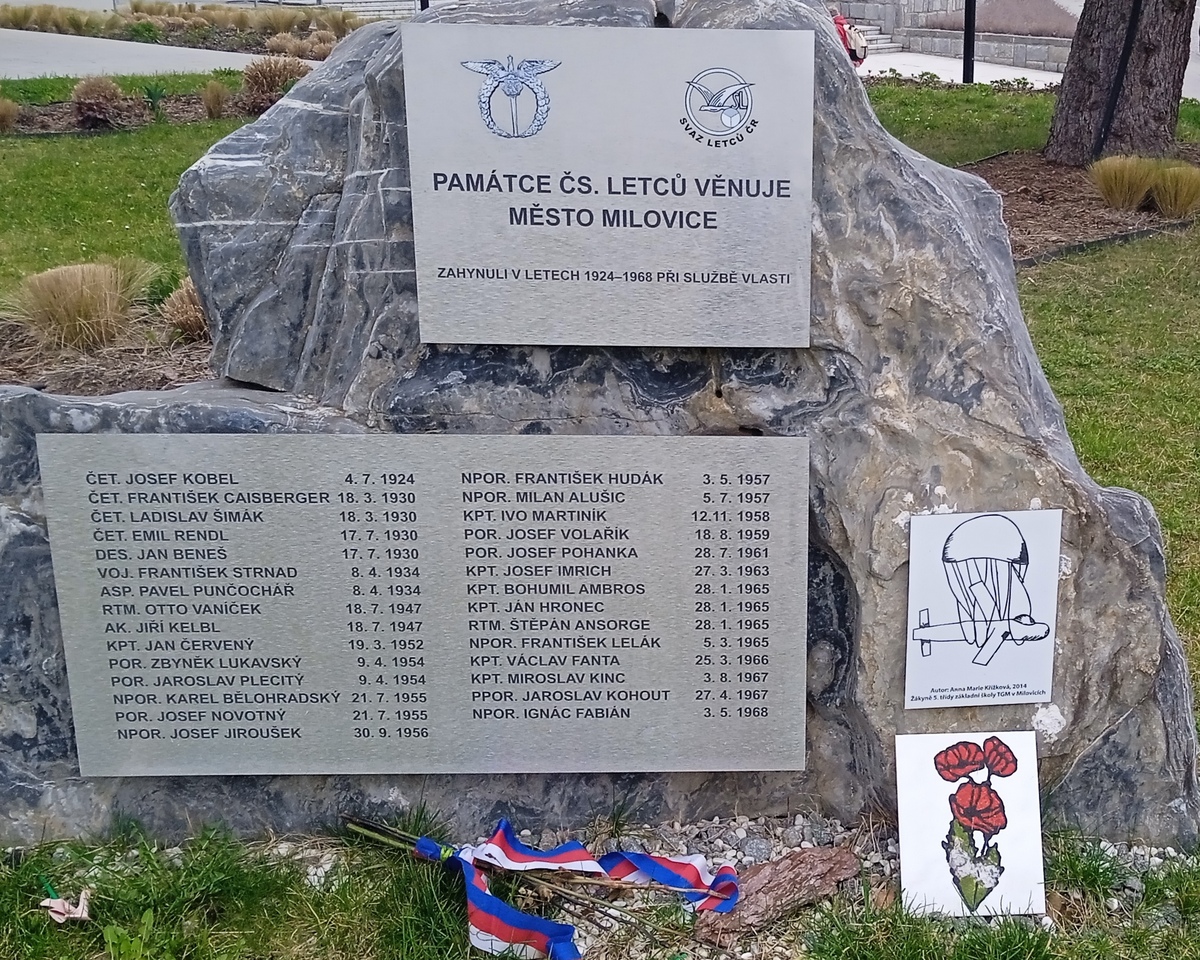 SVAZ LETCŮ ČR
PAMÁTCE ČS. LETCŮ VĚNUJE
MĚSTO MILOVICE
ZAHYNULI V LETECH 1924–1968 PŘI SLUŽBĚ VLASTI
ČET. JOSEF KOBEL 4. 7. 1924
ČET. FRANTIŠEK CAISBERGER 18. 3. 1930
ČET. LADISLAV ŠIMÁK 18. 3. 1930
ČET. EMIL RENDL 17. 7. 1930
DES. JAN BENEŠ 17. 7. 1930
VOJ. FRANTIŠEK STRNAD 8. 4. 1934
ASP. PAVEL PUNČOCHÁŘ 8. 4. 1934
RTM. OTTO VANÍČEK 18. 7. 1947
AK. JIŘÍ KELBL 18. 7. 1947
KPT. JAN ČERVENÝ 19. 3. 1952
POR. ZBYNĚK LUKAVSKÝ 9. 4. 1954
POR. JAROSLAV PLECITÝ 9. 4. 1954
NPOR. KAREL BĚLOHRADSKÝ 21. 7. 1955
POR. JOSEF NOVOTNÝ 21. 7. 1955
NPOR. JOSEF JIROUŠEK 30. 9. 1956
NPOR. FRANTIŠEK HUDÁK 3. 5. 1957
NPOR. MILAN ALUŠIC 5. 7. 1957
KPT. IVO MARTINÍK 12.11. 1958
POR. JOSEF VOLAŘÍK 18. 8. 1959
POR. JOSEF POHANKA 28. 7. 1961
KPT. JOSEF IMRICH 27. 3. 1963
KPT. BOHUMIL AMBROS 28. 1. 1965
KPT. JÁN HRONEC 28. 1. 1965
RTM. ŠTĚPÁN ANSORGE 28. 1. 1965
NPOR. FRANTIŠEK LELÁK 5. 3. 1965
KPT. VÁCLAV FANTA 25. 3. 1966
KPT. MIROSLAV KINC 3. 8. 1967
PPOR. JAROSLAV KOHOUT 27. 4. 1967
NPOR. IGNÁC FABIÁN 3. 5. 1968
Autor: Anna Marie Křížková, 2014
Žákyně 5. třídy základní školy TGM v Milovicích